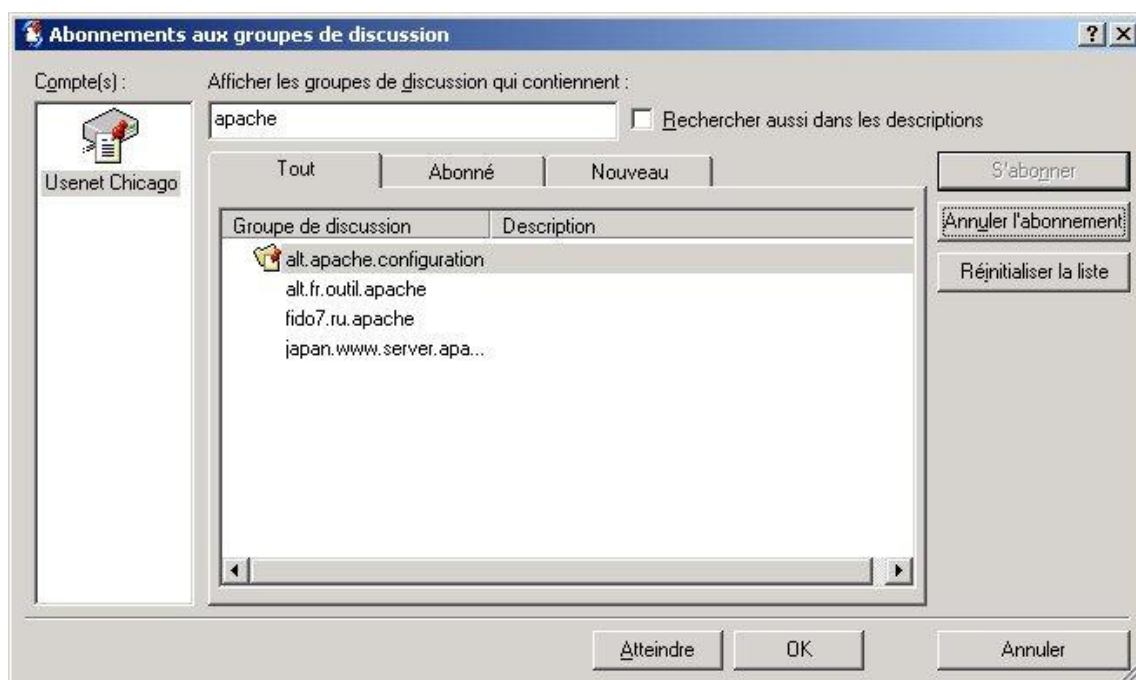 Abonnements aux groupes de discussion
Compte(s) :
Afficher les groupes de discussion qui contiennent :
apache
Rechercher aussi dans les descriptions
Usenet Chicago
Tout
Abonné
Nouveau
S'abonner
Annuler l'abonnement
Réinitialiser la liste
Groupe de discussion
Description
alt.apache.configuration
alt.fr.outil.apache
fido7.ru.apache
japan.www.server.apa...
Atteindre
OK
Annuler